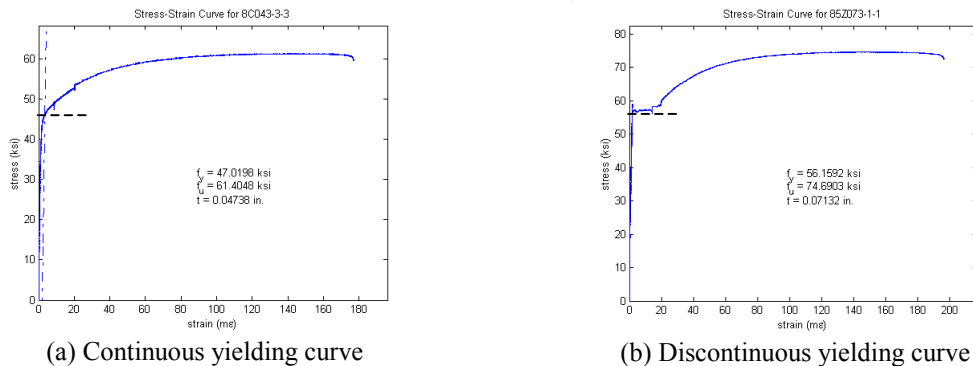 Stress-Strain Curve for 8C043-3-3
60
50
40
30
20
10
0
stress (ksi)
f_y = 47.0198 ksi
f_u = 61.4048 ksi
t = 0.04738 in.
0 20 40 60 80 100 120 140 160 180
strain (mε)
(a) Continuous yielding curve
Stress-Strain Curve for 85Z073-1-1
80
70
60
50
40
30
20
10
0
stress (ksi)
f_y = 56.1592 ksi
f_u = 74.6903 ksi
t = 0.07132 in.
0 20 40 60 80 100 120 140 160 180 200
strain (mε)
(b) Discontinuous yielding curve